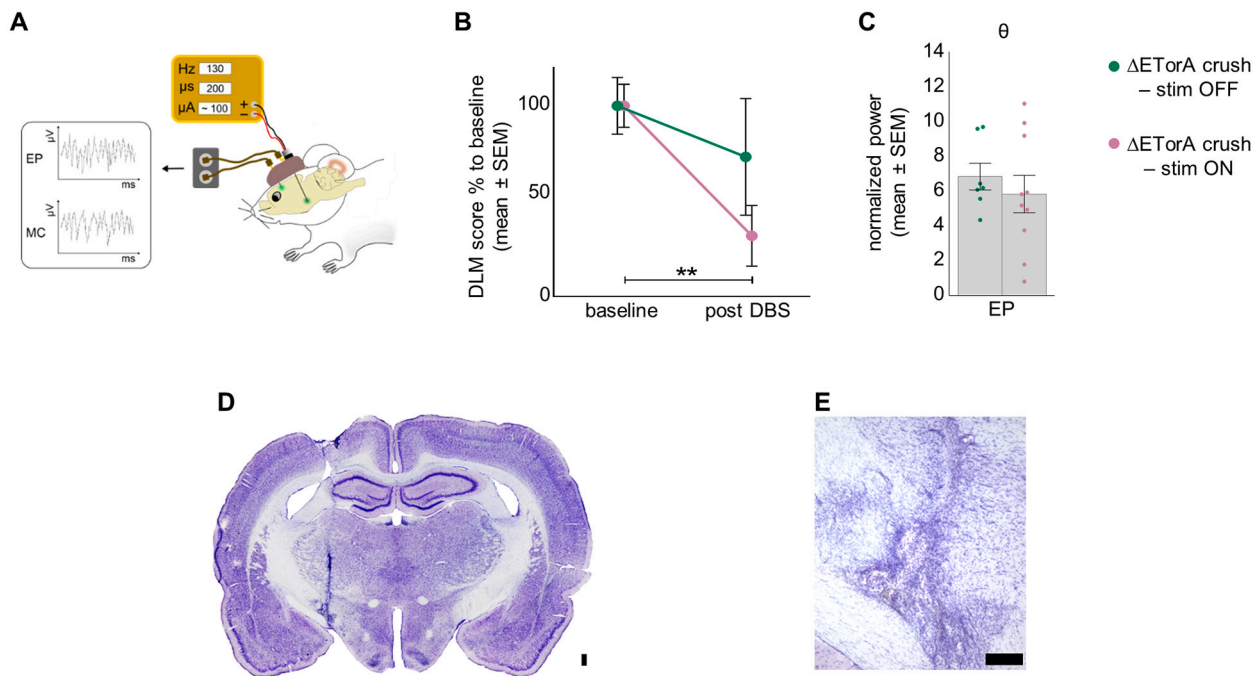 A
Hz 130
µs 200
µA ~ 100
+
−
µV
EP
ms
µV
MC
ms
B
DLM score % to baseline
(mean ± SEM)
100
50
0
**
baseline
post DBS
C
θ
normalized power
(mean ± SEM)
14
12
10
8
6
4
2
0
EP
ΔETorA crush
– stim OFF
ΔETorA crush
– stim ON
D
E